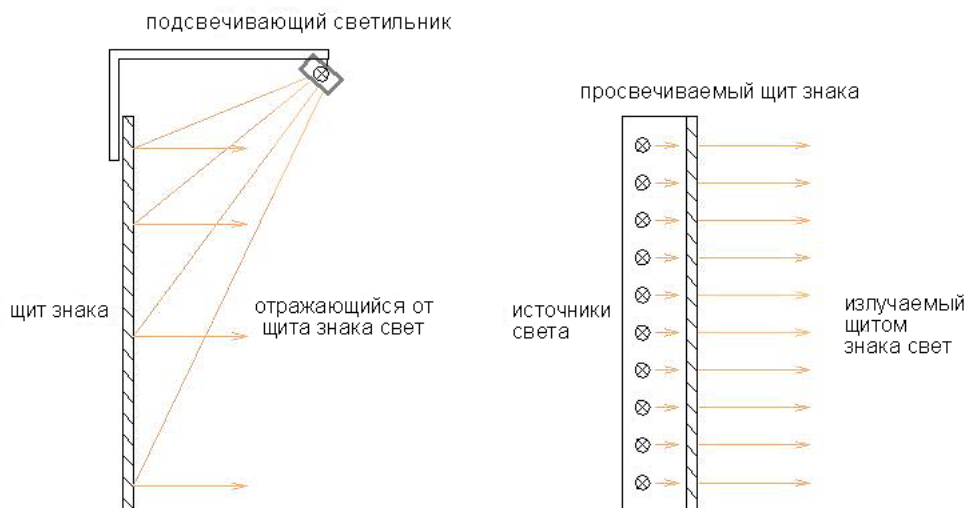 подсвечивающий светильник
просвечиваемый щит знака
щит знака
отражающийся от
щита знака свет
источники
света
излучаемый
щитом
знака свет